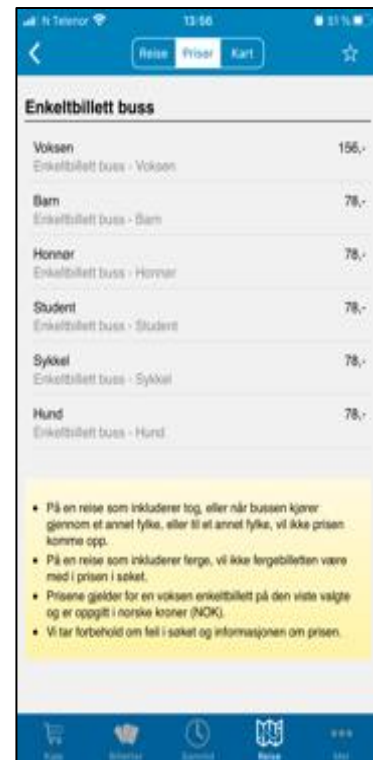 N Telenor 13:56 51 %
Reise Priser Kart
Enkeltbillett buss
Voksen 156,-
Enkeltbillett buss - Voksen
Barn 78,-
Enkeltbillett buss - Barn
Honnør 78,-
Enkeltbillett buss - Honnør
Student 78,-
Enkeltbillett buss - Student
Sykkel 78,-
Enkeltbillett buss - Sykkel
Hund 78,-
Enkeltbillett buss - Hund
• På en reise som inkluderer tog, eller når bussen kjører
gjennom et annet fylke, eller til et annet fylke, vil ikke prisen
komme opp.
• På en reise som inkluderer ferge, vil ikke fergebilletten være
med i prisen i søket.
• Prisene gjelder for en voksen enkeltbillett på den viste valgte
og er oppgitt i norske kroner (NOK).
• Vi tar forbehold om feil i søket og informasjonen om prisen.
Billetter Sanntid Reise Mer